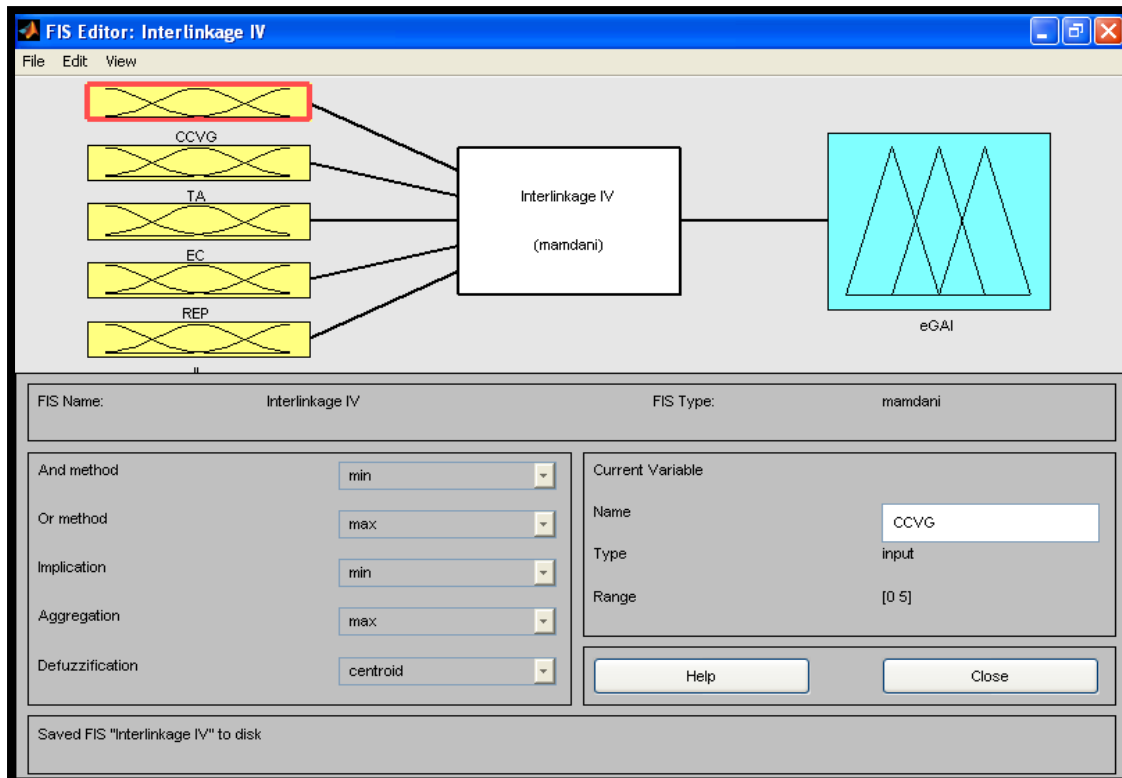 FIS Editor: Interlinkage IV
File Edit View
CCVG
TA
EC
REP
Interlinkage IV
(mamdani)
eGAI
FIS Name: Interlinkage IV FIS Type: mamdani
And method min
Or method max
Implication min
Aggregation max
Defuzzification centroid
Current Variable
Name CCVG
Type input
Range [0 5]
Help Close
Saved FIS "Interlinkage IV" to disk